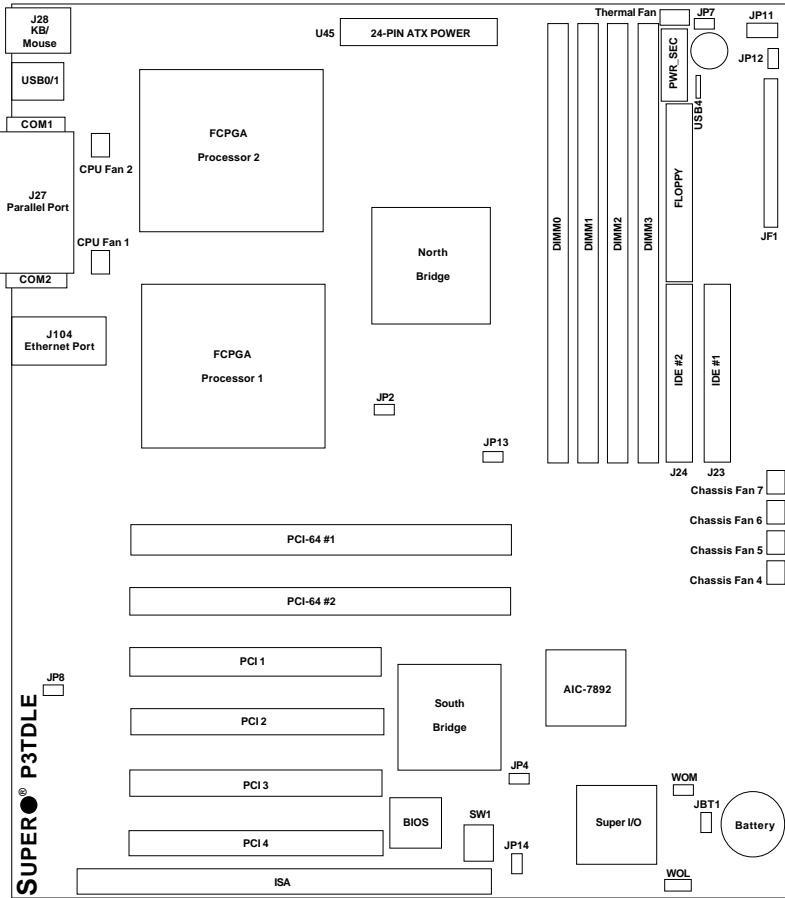 J28
KB/
Mouse
U45
24-PIN ATX POWER
Thermal Fan
JP7
JP11
PWR_SEC
JP12
USB0/1
USB4
COM1
FCPGA
Processor 2
CPU Fan 2
J27
Parallel Port
CPU Fan 1
COM2
FLOPPY
DIMM0
DIMM1
DIMM2
DIMM3
JF1
North
Bridge
J104
Ethernet Port
FCPGA
Processor 1
IDE #2
IDE #1
JP2
JP13
J24
J23
Chassis Fan 7
Chassis Fan 6
Chassis Fan 5
Chassis Fan 4
PCI-64 #1
PCI-64 #2
PCI 1
JP8
South
Bridge
AIC-7892
PCI 2
SUPER® P3TDLE
JP4
PCI 3
WOM
BIOS
SW1
Super I/O
JBT1
Battery
PCI 4
JP14
ISA
WOL